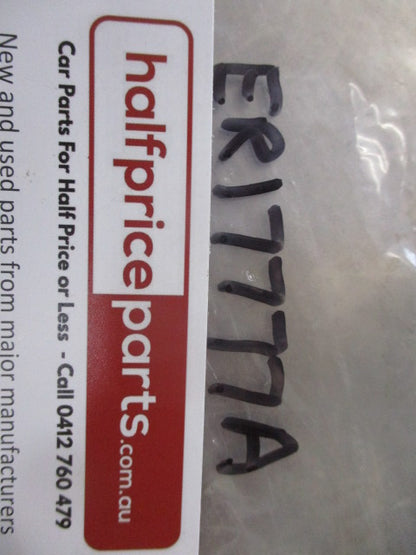 ER17777A
halfpriceparts.com.au
Car Parts For Half Price or Less - Call 0412 760 479
New and used parts from major manufacturers